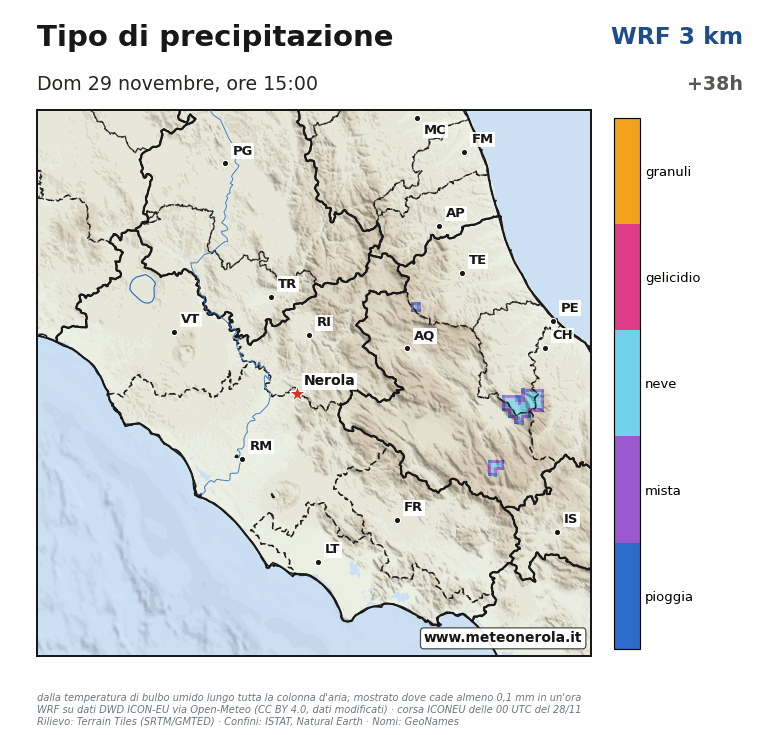 Tipo di precipitazione
WRF 3 km
Dom 29 novembre, ore 15:00
+38h
MC
FM
PG
AP
TE
TR
PE
VT
RI
AQ
CH
Nerola
RM
FR
IS
LT
www.meteonerola.it
granuli
gelicidio
neve
mista
pioggia
dalla temperatura di bulbo umido lungo tutta la colonna d'aria; mostrato dove cade almeno 0,1 mm in un'ora
WRF su dati DWD ICON-EU via Open-Meteo (CC BY 4.0, dati modificati) · corsa ICONEU delle 00 UTC del 28/11
Rilievo: Terrain Tiles (SRTM/GMTED) · Confini: ISTAT, Natural Earth · Nomi: GeoNames